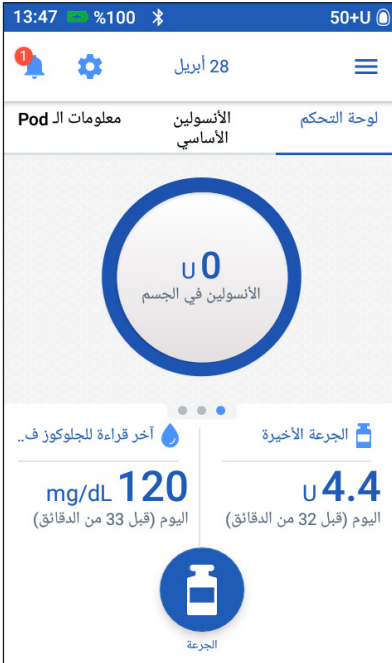 13:47 %100 50+U
1
28 أبريل
لوحة التحكم
الأنسولين الأساسي
معلومات الـ Pod
0 U
الأنسولين في الجسم
الجرعة الأخيرة
4.4 U
اليوم (قبل 32 من الدقائق)
آخر قراءة للجلوكوز ف..
120 mg/dL
اليوم (قبل 33 من الدقائق)
الجرعة